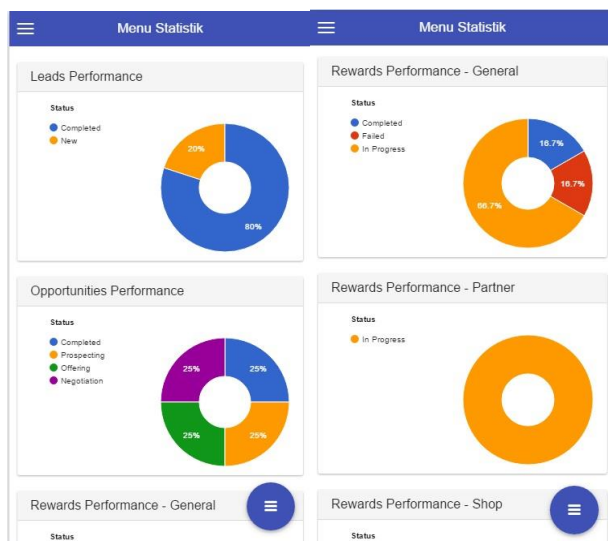 Menu Statistik
Leads Performance
Status
Completed
New
20%
80%
Opportunities Performance
Status
Completed
Prospecting
Offering
Negotiation
25%
25%
25%
25%
Rewards Performance - General
Status
Menu Statistik
Rewards Performance - General
Status
Completed
Failed
In Progress
16.7%
16.7%
66.7%
Rewards Performance - Partner
Status
In Progress
Rewards Performance - Shop
Status